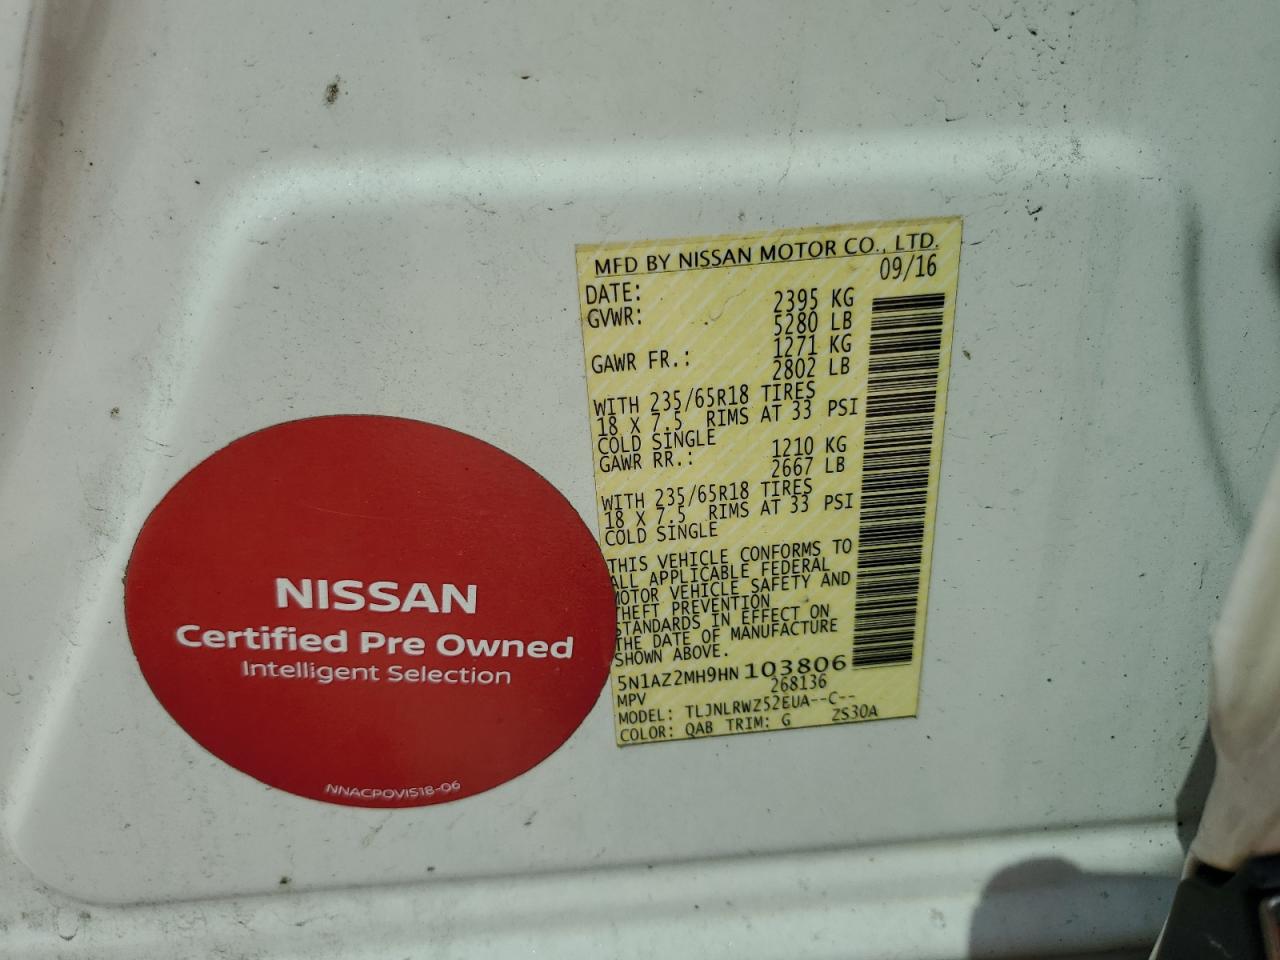 MFD BY NISSAN MOTOR CO., LTD.
DATE: 09/16
GVWR: 2395 KG
5280 LB
GAWR FR.: 1271 KG
2802 LB
WITH 235/65R18 TIRES
18 X 7.5 RIMS AT 33 PSI
COLD SINGLE
GAWR RR.: 1210 KG
2667 LB
WITH 235/65R18 TIRES
18 X 7.5 RIMS AT 33 PSI
COLD SINGLE
THIS VEHICLE CONFORMS TO
ALL APPLICABLE FEDERAL
MOTOR VEHICLE SAFETY AND
THEFT PREVENTION
STANDARDS IN EFFECT ON
THE DATE OF MANUFACTURE
SHOWN ABOVE.
5N1AZ2MH9HN 103806
MPV 268136
MODEL: TLJNLRWZ52EUA--C--
COLOR: QAB TRIM: G ZS30A
NISSAN
Certified Pre Owned
Intelligent Selection
NNACPOVIS18-06